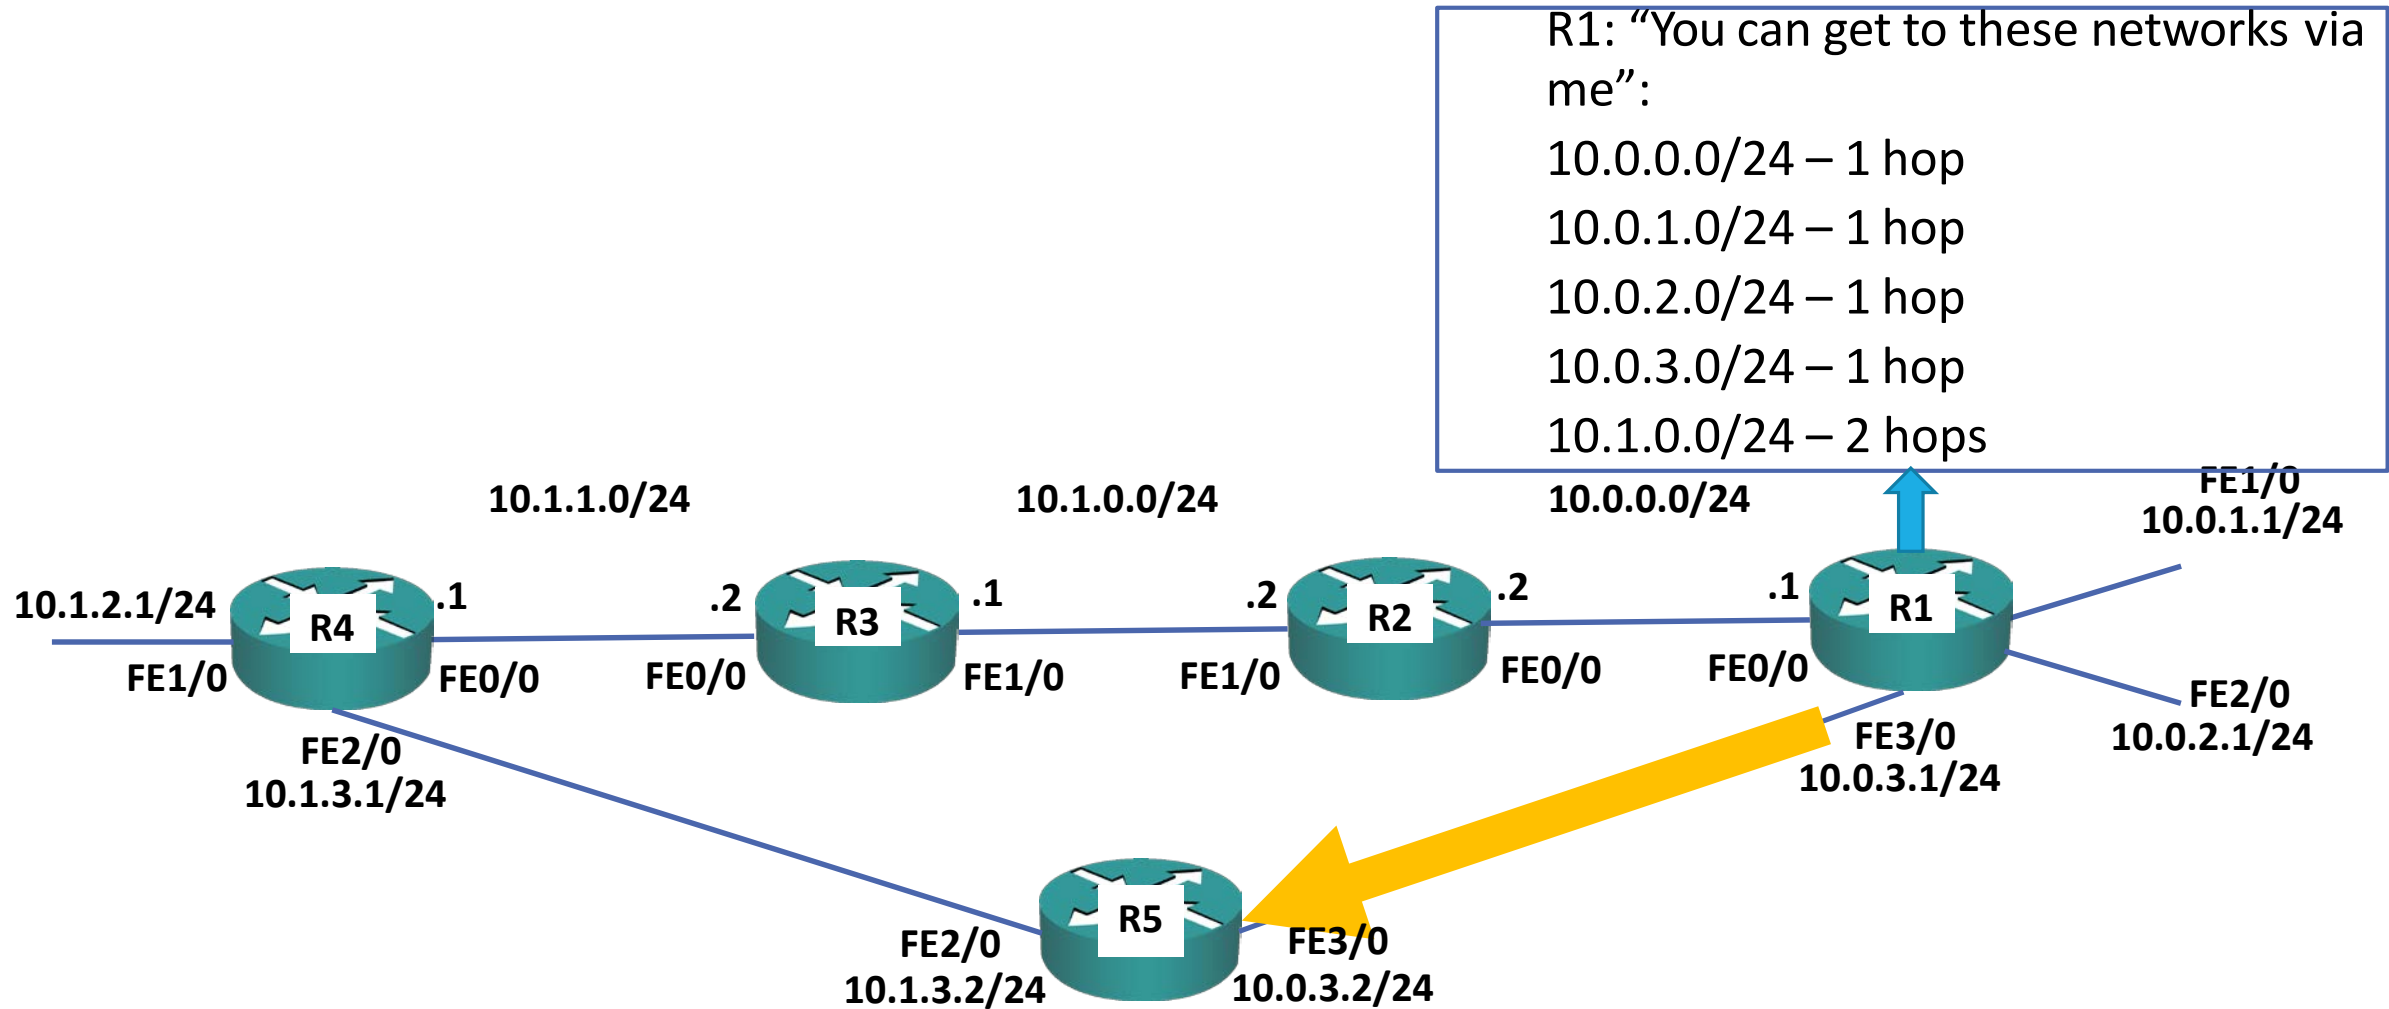 R1: “You can get to these networks via
me”:
10.0.0.0/24 – 1 hop
10.0.1.0/24 – 1 hop
10.0.2.0/24 – 1 hop
10.0.3.0/24 – 1 hop
10.1.0.0/24 – 2 hops
10.1.1.0/24
10.1.0.0/24
10.0.0.0/24
FE1/0
10.0.1.1/24
10.1.2.1/24
R4
.1
.2
R3
.1
.2
R2
.2
.1
R1
FE1/0
FE0/0
FE0/0
FE1/0
FE1/0
FE0/0
FE0/0
FE2/0
10.0.2.1/24
FE2/0
10.1.3.1/24
FE3/0
10.0.3.1/24
R5
FE2/0
10.1.3.2/24
FE3/0
10.0.3.2/24